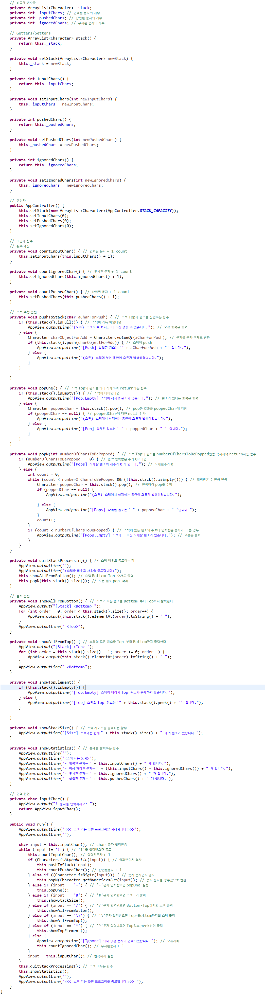 // 비공개 변수들
private ArrayList<Character> _stack;
private int _inputChars; // 입력된 문자의 개수
private int _pushedChars; // 삽입된 문자의 개수
private int _ignoredChars; // 무시된 문자의 개수
// Getters/Setters
private ArrayList<Character> stack() {
return this._stack;
}
private void setStack(ArrayList<Character> newStack) {
this._stack = newStack;
}
private int inputChars() {
return this._inputChars;
}
private void setInputChars(int newInputChars) {
this._inputChars = newInputChars;
}
private int pushedChars() {
return this._pushedChars;
}
private void setPushedChars(int newPushedChars) {
this._pushedChars = newPushedChars;
}
private int ignoredChars() {
return this._ignoredChars;
}
private void setIgnoredChars(int newIgnoredChars) {
this._ignoredChars = newIgnoredChars;
}
// 생성자
public AppController() {
this.setStack(new ArrayList<Character>(AppController.STACK_CAPACITY));
this.setInputChars(0);
this.setPushedChars(0);
this.setIgnoredChars(0);
}
// 비공개 함수
// 횟수 계산
private void countInputChar() { // 입력된 문자 + 1 count
this.setInputChars(this.inputChars() + 1);
}
private void countIgnoredChar() { // 무시된 문자 + 1 count
this.setIgnoredChars(this.ignoredChars() + 1);
}
private void countPushedChar() { // 삽입된 문자 + 1 count
this.setPushedChars(this.pushedChars() + 1);
}
// 스택 수행 관련
private void pushToStack(char aCharForPush) { // 스택 Top에 원소를 삽입하는 함수
if (this.stack().isFull()) { // 스택이 가득 차있다면
AppView.outputLine("(오류) 스택이 꽉 차서, 더 이상 넣을 수 없습니다."); // 오류 출력문 출력
} else {
Character charObjectForAdd = Character.valueOf(aCharForPush); // 문자를 문자 객체로 변환
if (this.stack().push(charObjectForAdd)) { // 스택에 push
AppView.outputLine("[Push] 삽입된 원소는 '" + aCharForPush + "' 입니다 .");
} else {
AppView.outputLine("(오류) 스택에 넣는 동안에 오류가 발생하였습니다.");
}
}
}
private void popOne() { // 스택 Top의 원소를 하나 삭제하여 return하는 함수
if (this.stack().isEmpty()) { // 스택이 비어있다면
AppView.outputLine("[Pop.Empty] 스택에 삭제할 원소가 없습니다."); // 원소가 없다는 출력문 출력
} else {
Character poppedChar = this.stack().pop(); // pop한 결과를 poppedChar에 저장
if (poppedChar == null) { // poppedChar에 대한 null 검사
AppView.outputLine("(오류) 스택에서 삭제하는 동안에 오류가 발생하였습니다.");
} else {
AppView.outputLine("[Pop] 삭제된 원소는 ' " + poppedChar + " ' 입니다.");
}
}
}
private void popN(int numberOfCharsToBePopped) { // 스택 Top의 원소를 numberOfCharsToBePopped만큼 삭제하여 return하는 함수
if (numberOfCharsToBePopped == 0) { // 만약 입력받은 수가 0이라면
AppView.outputLine("[Pops] 삭제할 원소의 개수가 0 개 입니다."); // 삭제횟수가 0
} else {
int count = 0;
while (count < numberOfCharsToBePopped && (!this.stack().isEmpty())) { // 입력받은 수 만큼 반복
Character poppedChar = this.stack().pop(); // 반복하여 pop을 수행
if (poppedChar == null) {
AppView.outputLine("(오류) 스택에서 삭제하는 동안에 오류가 발생하였습니다.");
} else {
AppView.outputLine("[Pops] 삭제된 원소는 ' " + poppedChar + " '입니다.");
}
count++;
}
if (count < numberOfCharsToBePopped) { // 스택에 있는 원소의 수보다 입력받은 숫자가 더 큰 경우
AppView.outputLine("[Pops.Empty] 스택에 더 이상 삭제할 원소가 없습니다."); // 오류문 출력
}
}
}
private void quitStackProcessing() { // 스택 비우고 종료하는 함수
AppView.outputLine("");
AppView.outputLine("<스택을 비우고 사용을 종료합니다>");
this.showAllFromBottom(); // 스택 Bottom-Top 순서로 출력
this.popN(this.stack().size()); // 모든 원소 pop 삭제
}
// 출력 관련
private void showAllFromBottom() { // 스택의 모든 원소를 Bottom 부터 Top까지 출력한다
AppView.output("[Stack] <Bottom> ");
for (int order = 0; order < this.stack().size(); order++) {
AppView.output(this.stack().elementAt(order).toString() + " ");
}
AppView.outputLine(" <Top>");
}
private void showAllFromTop() { // 스택의 모든 원소를 Top 부터 Bottom까지 출력한다
AppView.output("[Stack] <Top> ");
for (int order = this.stack().size() - 1; order >= 0; order--) {
AppView.output(this.stack().elementAt(order).toString() + " ");
}
AppView.outputLine(" <Bottom>");
}
private void showTopElement() {
if (this.stack().isEmpty()) {
AppView.outputLine("[Top.Empty] 스택이 비어서 Top 원소가 존재하지 않습니다.");
} else {
AppView.outputLine("[Top] 스택의 Top 원소는 '" + this.stack().peek() + "' 입니다.");
}
}
private void showStackSize() { // 스택 사이즈를 출력하는 함수
AppView.outputLine("[Size] 스택에는 현재 " + this.stack().size() + " 개의 원소가 있습니다.");
}
private void showStatistics() { // 통계를 출력하는 함수
AppView.outputLine("");
AppView.outputLine("<스택 사용 통계>");
AppView.outputLine("- 입력된 문자는 " + this.inputChars() + " 개 입니다.");
AppView.outputLine("- 정상 처리된 문자는 " + (this.inputChars() - this.ignoredChars()) + " 개 입니다.");
AppView.outputLine("- 무시된 문자는 " + this.ignoredChars() + " 개 입니다.");
AppView.outputLine("- 삽입된 문자는 " + this.pushedChars() + " 개 입니다.");
}
// 입력 관련
private char inputChar() {
AppView.output("? 문자를 입력하시오: ");
return AppView.inputChar();
}
public void run() {
AppView.outputLine("<<< 스택 기능 확인 프로그램을 시작합니다 >>>");
AppView.outputLine("");
char input = this.inputChar(); // char 문자 입력받음
while (input != '!') { // '!'를 입력받으면 종료
this.countInputChar(); // 입력된문자 + 1
if (Character.isAlphabetic(input)) { // 알파벳인지 검사
this.pushToStack(input);
this.countPushedChar(); // 삽입된문자 + 1
} else if ((Character.isDigit(input))) { // 숫자 문자인지 검사
this.popN(Character.getNumericValue(input)); // 숫자 문자를 정수값으로 변환
} else if (input == '-') { // '-'문자 입력받으면 popOne 실행
this.popOne();
} else if (input == '#') { // '#'문자 입력받으면 스택크기 출력
this.showStackSize();
} else if (input == '/') { // '/'문자 입력받으면 Bottom-Top까지의 스택 출력
this.showAllFromBottom();
} else if (input == '\\') { // '\'문자 입력받으면 Top-Bottom까지의 스택 출력
this.showAllFromTop();
} else if (input == '^') { // '^'문자 입력받으면 Top원소 peek하여 출력
this.showTopElement();
} else {
AppView.outputLine("[Ignore] 의미 없은 문자가 입력되었습니다."); // 오류처리
this.countIgnoredChar(); // 무시된문자 + 1
}
input = this.inputChar(); // 반복해서 실행
}
this.quitStackProcessing(); // 스택 비우는 함수
this.showStatistics();
AppView.outputLine("");
AppView.outputLine("<<< 스택 기능 확인 프로그램을 종료합니다 >>> ");
}
}